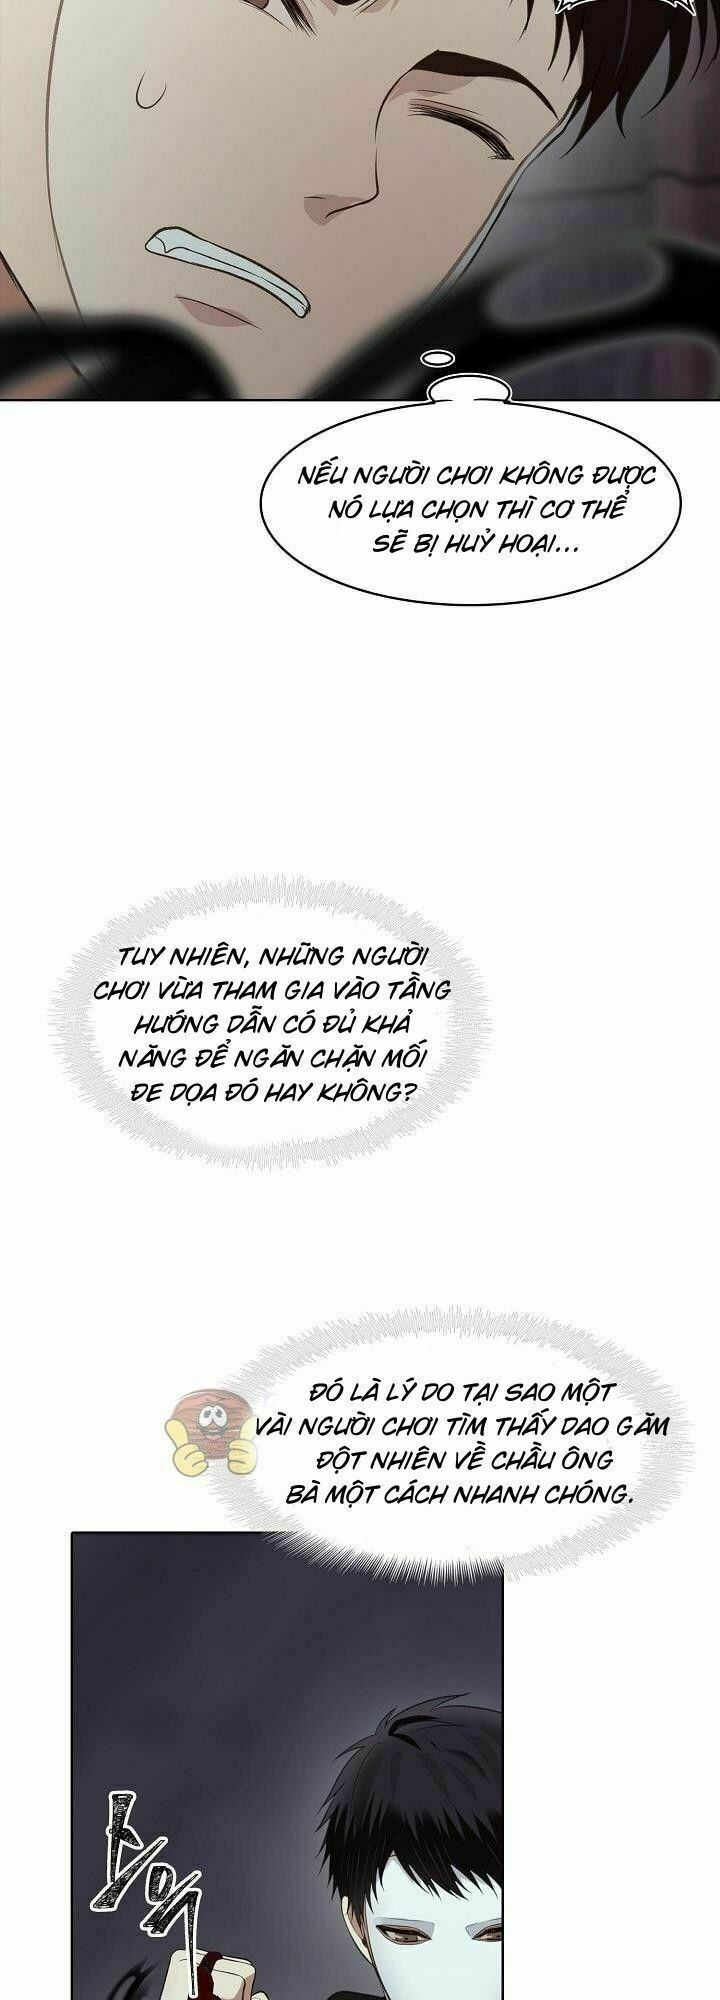 NẾU NGƯỜI CHƠI KHÔNG ĐƯỢC
NÓ LỰA CHỌN THÌ CƠ THỂ
SẼ BỊ HUỶ HOẠI...
TUY NHIÊN, NHỮNG NGƯỜI
CHƠI VỪA THAM GIA VÀO TẦNG
HƯỚNG DẪN CÓ ĐỦ KHẢ
NĂNG ĐỂ NGĂN CHẶN MỐI
ĐE DỌA ĐÓ HAY KHÔNG?
ĐÓ LÀ LÝ DO TẠI SAO MỘT
VÀI NGƯỜI CHƠI TÌM THẤY DAO GĂM
ĐỘT NHIÊN VỀ CHẦU ÔNG
BÀ MỘT CÁCH NHANH CHÓNG.